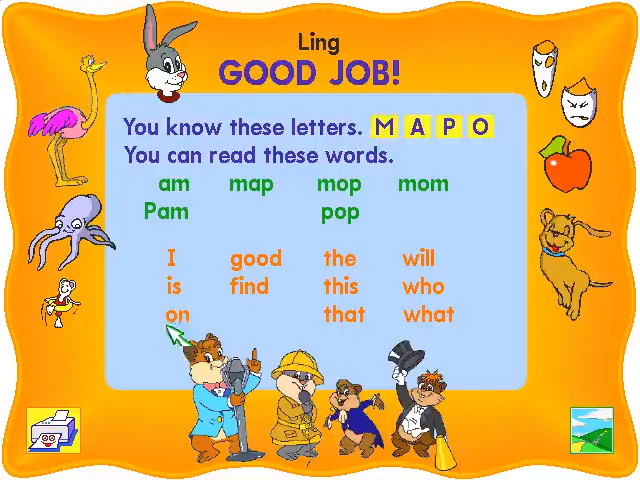 Ling
GOOD JOB!
You know these letters. M A P O
You can read these words.
am map mop mom
Pam pop
I good the will
is find this who
on that what